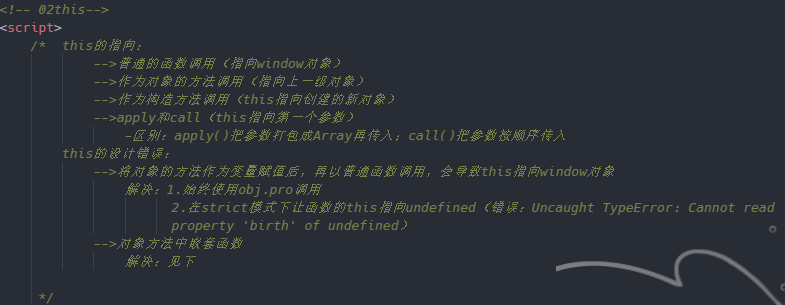 <!-- 02this-->
<script>
/* this的指向：
-->普通的函数调用（指向window对象）
-->作为对象的方法调用（指向上一级对象）
-->作为构造方法调用（this指向创建的新对象）
-->apply和call（this指向第一个参数）
-区别：apply()把参数打包成Array再传入；call()把参数按顺序传入
this的设计错误：
-->将对象的方法作为变量赋值后，再以普通函数调用，会导致this指向window对象
解决：1.始终使用obj.pro调用
2.在strict模式下让函数的this指向undefined（错误：Uncaught TypeError: Cannot read
property 'birth' of undefined）
-->对象方法中嵌套函数
解决：见下
*/